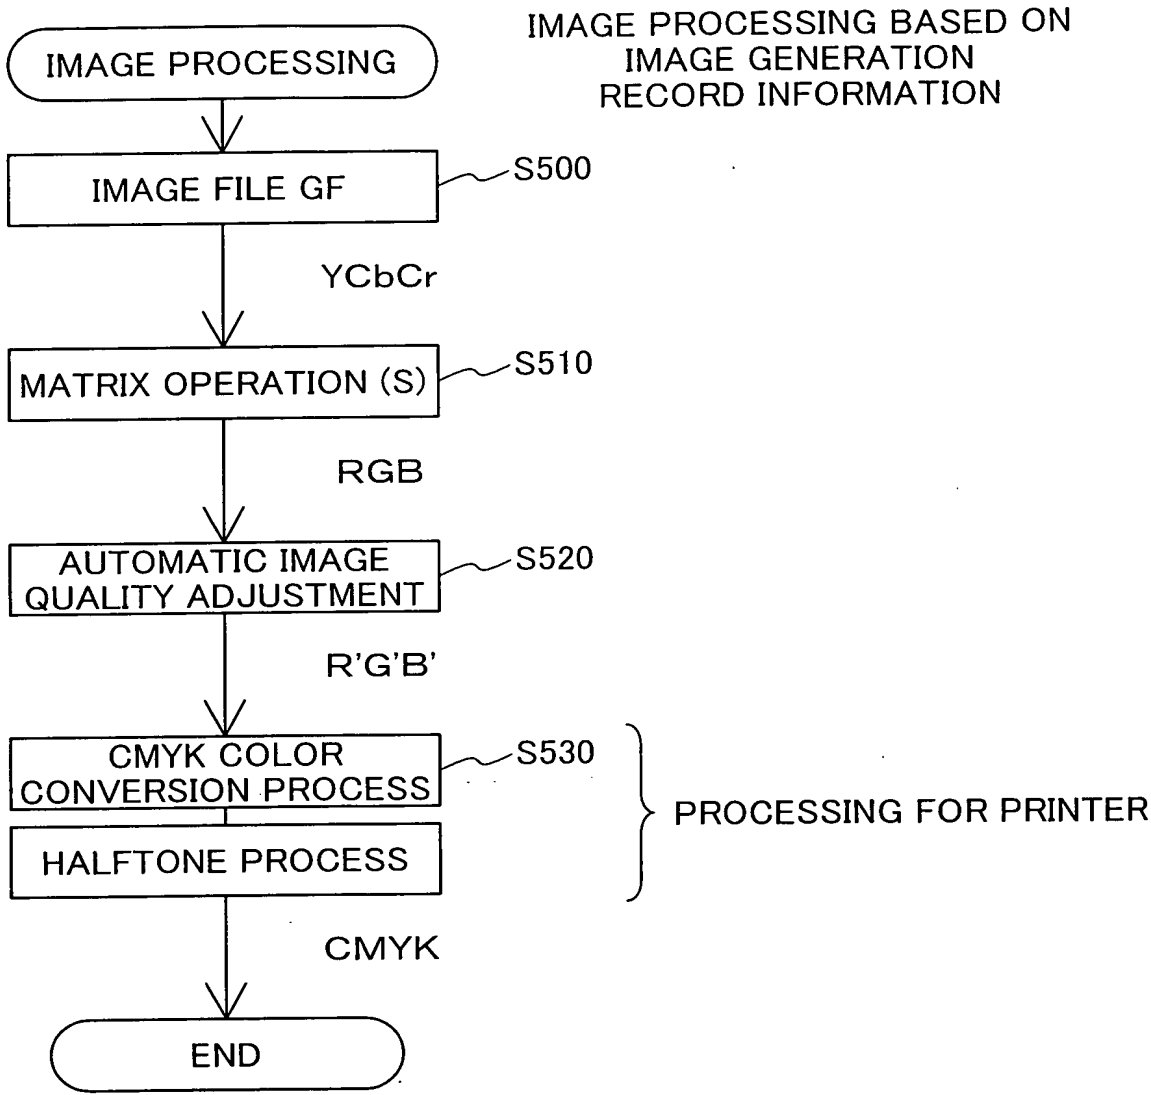 IMAGE PROCESSING BASED ON
IMAGE GENERATION
RECORD INFORMATION
IMAGE PROCESSING
IMAGE FILE GF
S500
YCbCr
MATRIX OPERATION (S)
S510
RGB
AUTOMATIC IMAGE
QUALITY ADJUSTMENT
S520
R'G'B'
CMYK COLOR
CONVERSION PROCESS
S530
HALFTONE PROCESS
PROCESSING FOR PRINTER
CMYK
END